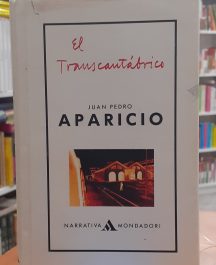 El
Transcantábrico
JUAN PEDRO
APARICIO
NARRATIVA MONDADORI